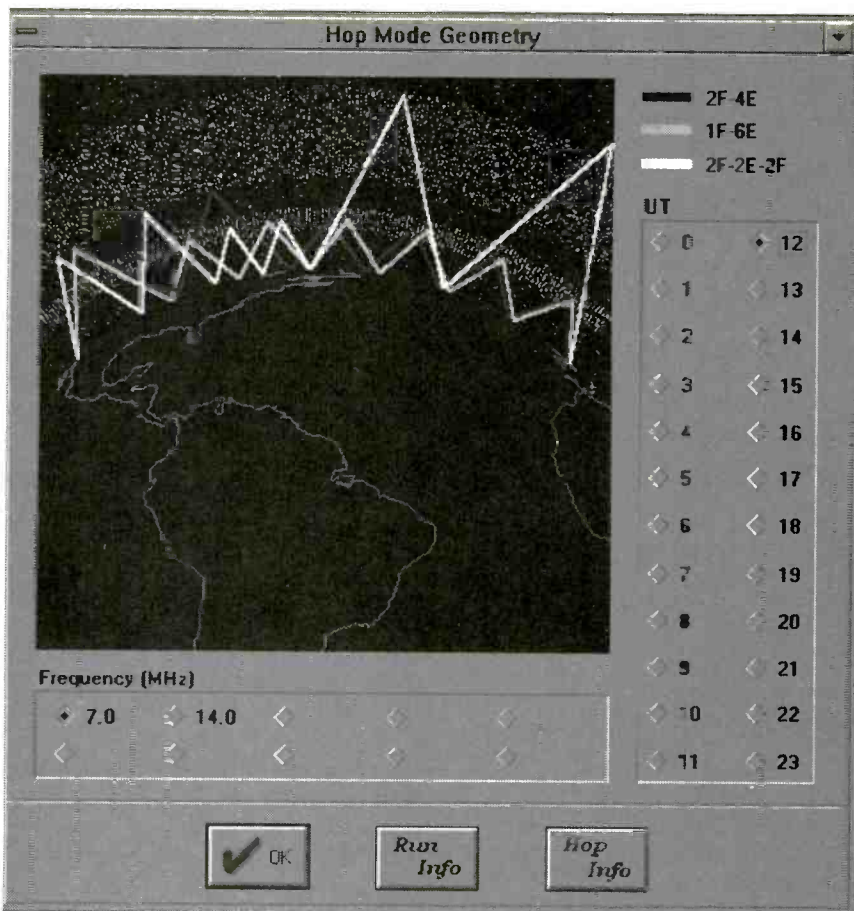 Hop Mode Geometry
2F-4E
1F-6E
2F-2E-2F
UT
0 12
1 13
2 14
3 15
4 16
5 17
6 18
7 19
8 20
9 21
10 22
11 23
Frequency (MHz)
7.0 14.0
OK
Run Info
Hop Info